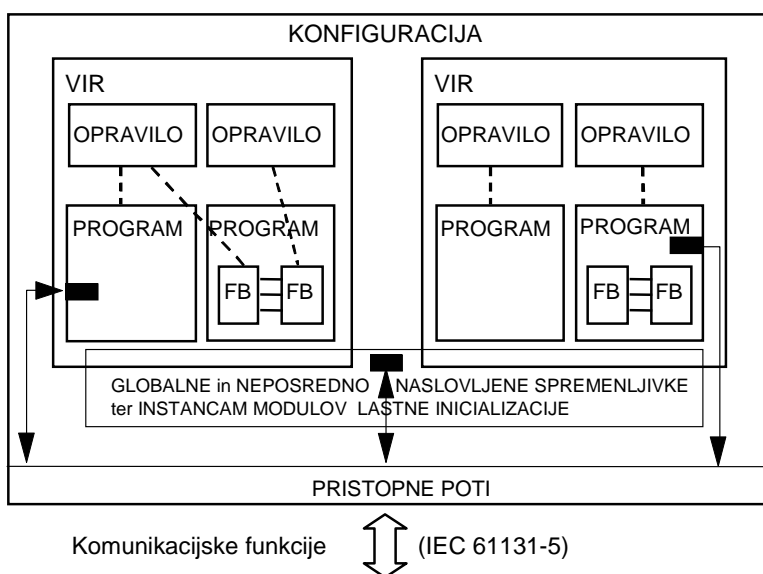 KONFIGURACIJA
VIR
VIR
OPRAVILO
OPRAVILO
OPRAVILO
OPRAVILO
PROGRAM
PROGRAM
PROGRAM
PROGRAM
FB
FB
FB
FB
GLOBALNE in NEPOSREDNO NASLOVLJENE SPREMENLJIVKE
ter INSTANCAM MODULOV LASTNE INICIALIZACIJE
PRISTOPNE POTI
Komunikacijske funkcije (IEC 61131-5)